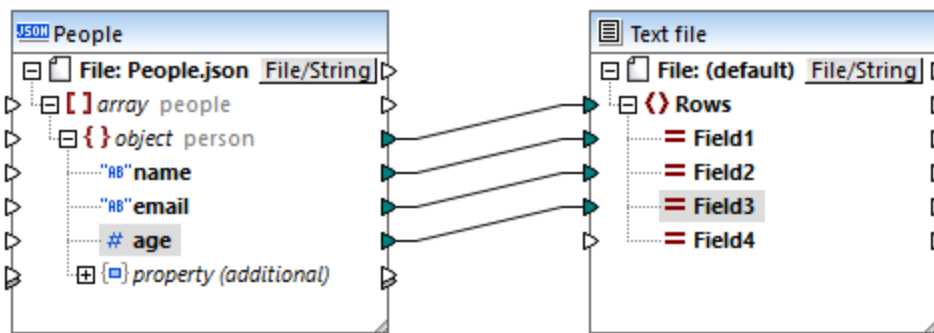 JSON People
File: People.json File/String
[ ] array people
{ } object person
"AB" name
"AB" email
# age
{ } property (additional)
Text file
File: (default) File/String
Rows
Field1
Field2
Field3
Field4